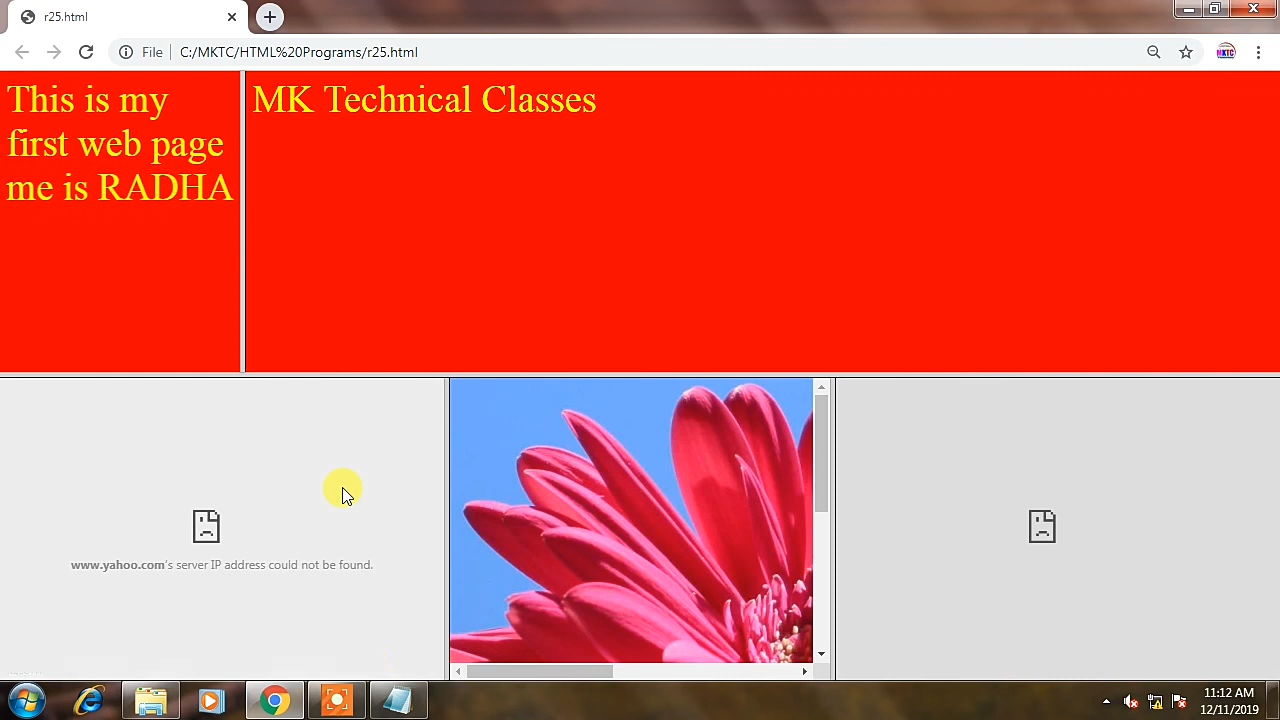 r25.html
File
C:/MKTC/HTML%20Programs/r25.html
MKTC
This is my
first web page
me is RADHA
MK Technical Classes
www.yahoo.com's server IP address could not be found.
11:12 AM
12/11/2019